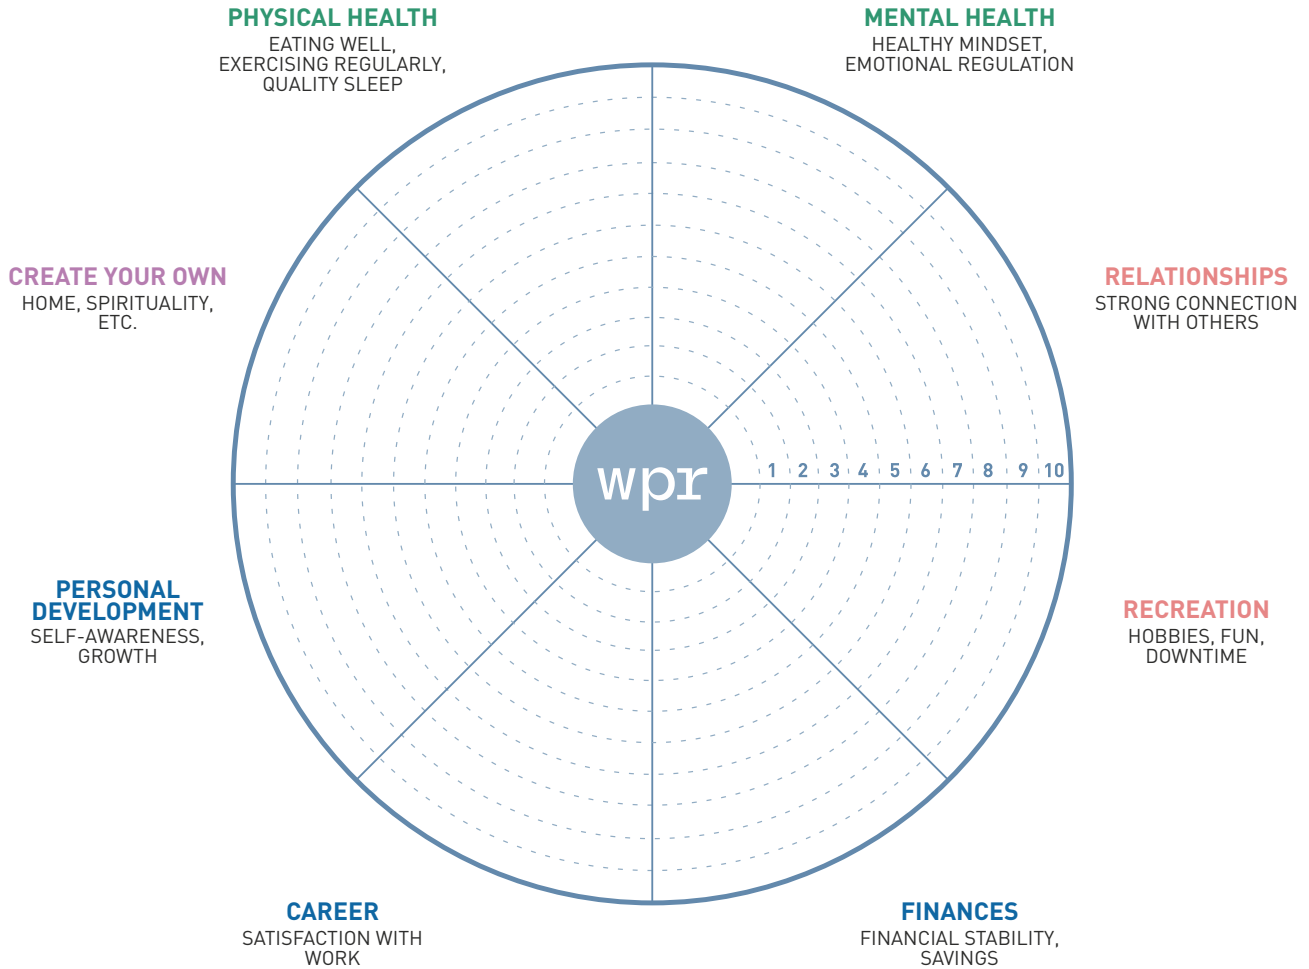 PHYSICAL HEALTH
EATING WELL,
EXERCISING REGULARLY,
QUALITY SLEEP
MENTAL HEALTH
HEALTHY MINDSET,
EMOTIONAL REGULATION
CREATE YOUR OWN
HOME, SPIRITUALITY,
ETC.
RELATIONSHIPS
STRONG CONNECTION
WITH OTHERS
wpr
1 2 3 4 5 6 7 8 9 10
PERSONAL
DEVELOPMENT
SELF-AWARENESS,
GROWTH
RECREATION
HOBBIES, FUN,
DOWNTIME
CAREER
SATISFACTION WITH
WORK
FINANCES
FINANCIAL STABILITY,
SAVINGS